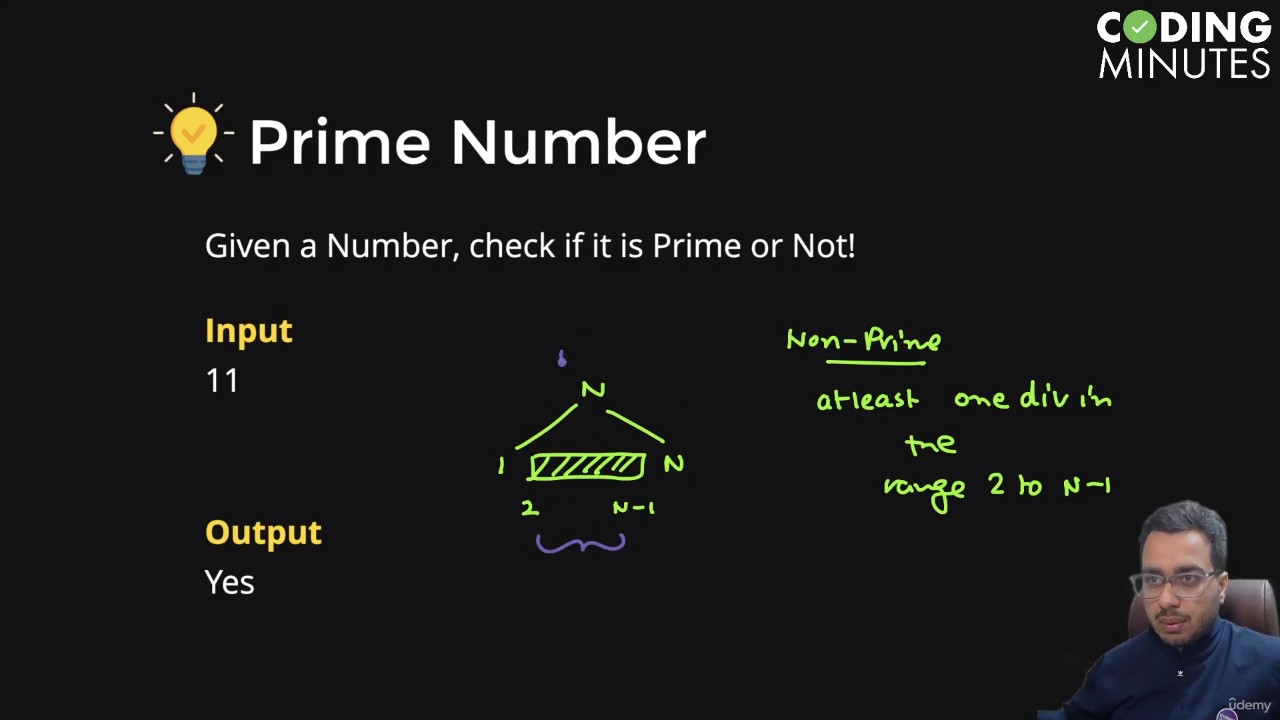 CODING
MINUTES
Prime Number
Given a Number, check if it is Prime or Not!
Input
11
Output
Yes
N
1 N
2 N-1
Non-Prime
atleast one div in
the
range 2 to N-1
ûdemy